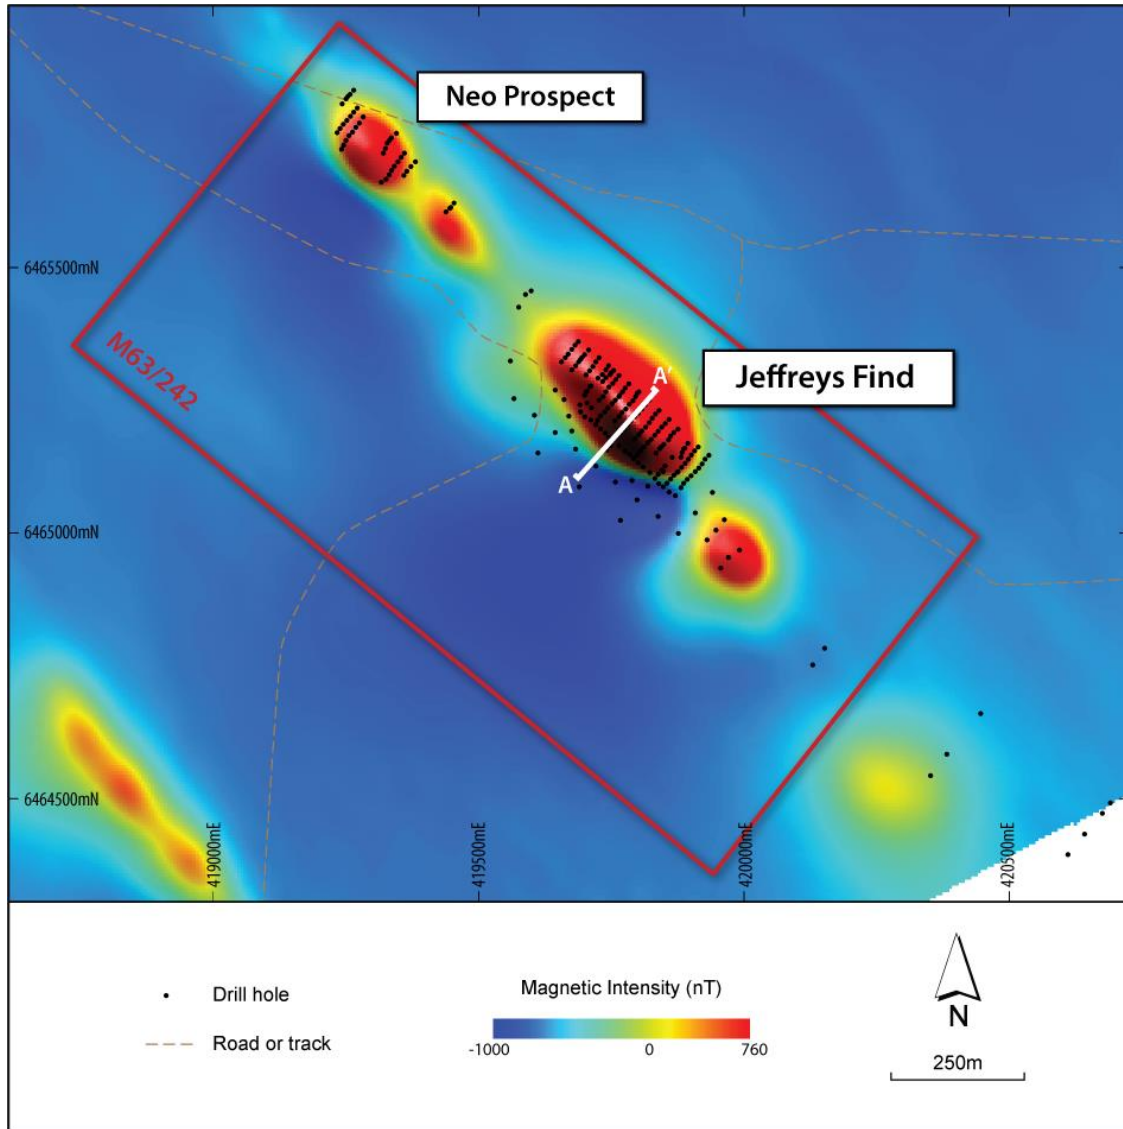 Neo Prospect
6465500mN
M63/242
A'
Jeffreys Find
A
6465000mN
6464500mN
419000mE
419500mE
420000mE
420500mE
Drill hole
Road or track
Magnetic Intensity (nT)
-1000
0
760
N
250m